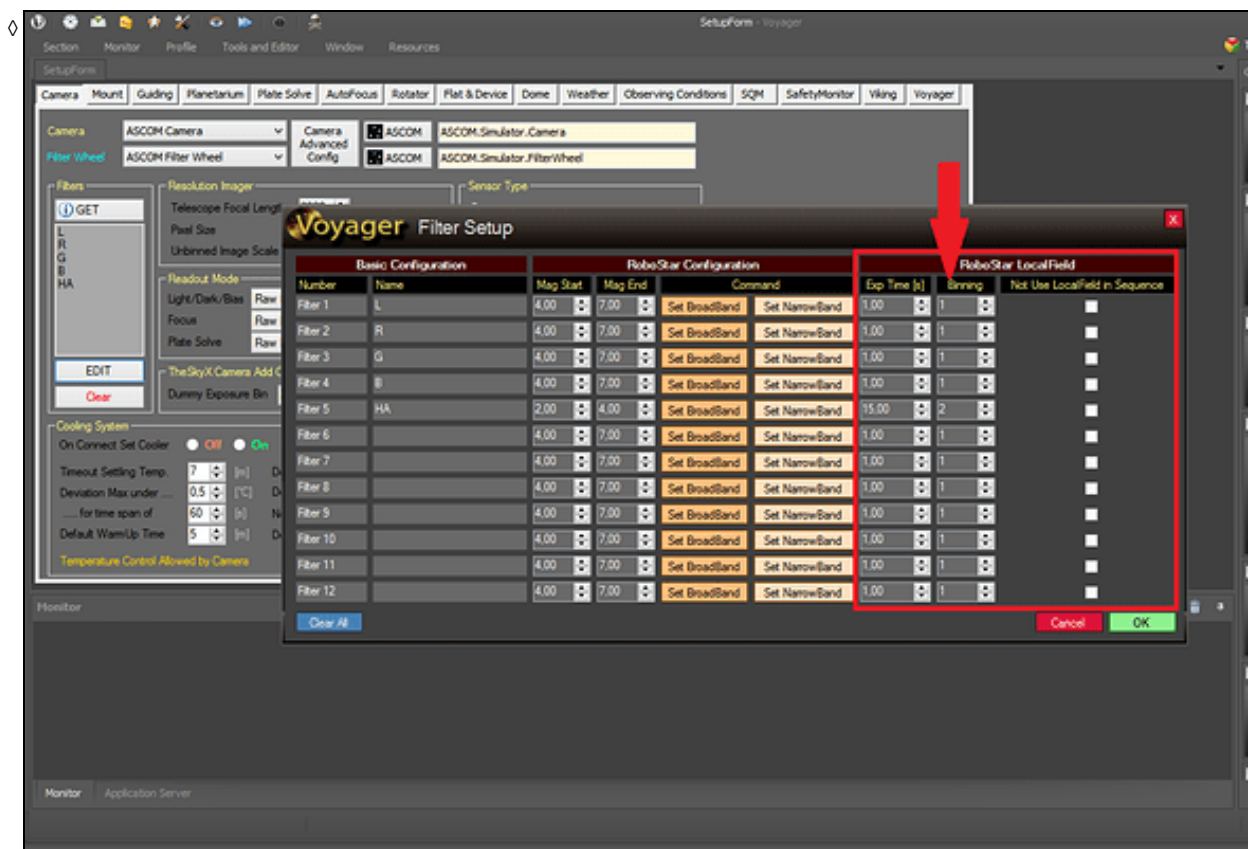 ◊
SetupForm - Voyager
Section Monitor Profile Tools and Editor Window Resources
SetupForm
Camera Mount Guiding Planetarium Plate Solve AutoFocus Rotator Flat & Device Dome Weather Observing Conditions SQM SafetyMonitor Viking Voyager
Camera ASCOM Camera Camera Advanced Config ASCOM ASCOM.Simulator.Camera
Filter Wheel ASCOM Filter Wheel ASCOM ASCOM.Simulator.FilterWheel
Filters Resolution Imager Sensor Type
GET Telescope Focal Lengt
L Pixel Size
R Unbinned Image Scale
G
B
HA
Readout Mode
Light/Dark/Bias Raw
Focus Raw
Plate Solve Raw
EDIT TheSkyX Camera Add
Clear Dummy Exposure Bin
Cooling System
On Connect Set Cooler Off On
Timeout Settling Temp. 7 [m]
Deviation Max under .... 0,5 [°C]
..... for time span of 60 [s]
Default WarmUp Time 5 [m]
Temperature Control Allowed by Camera
Voyager Filter Setup X
Basic Configuration RoboStar Configuration RoboStar LocalField
Number Name Mag Start Mag End Command Exp Time [s] Binning Not Use LocalField in Sequence
Filter 1 L 4,00 7,00 Set BroadBand Set NarrowBand 1,00 1
Filter 2 R 4,00 7,00 Set BroadBand Set NarrowBand 1,00 1
Filter 3 G 4,00 7,00 Set BroadBand Set NarrowBand 1,00 1
Filter 4 B 4,00 7,00 Set BroadBand Set NarrowBand 1,00 1
Filter 5 HA 2,00 4,00 Set BroadBand Set NarrowBand 15,00 2
Filter 6 4,00 7,00 Set BroadBand Set NarrowBand 1,00 1
Filter 7 4,00 7,00 Set BroadBand Set NarrowBand 1,00 1
Filter 8 4,00 7,00 Set BroadBand Set NarrowBand 1,00 1
Filter 9 4,00 7,00 Set BroadBand Set NarrowBand 1,00 1
Filter 10 4,00 7,00 Set BroadBand Set NarrowBand 1,00 1
Filter 11 4,00 7,00 Set BroadBand Set NarrowBand 1,00 1
Filter 12 4,00 7,00 Set BroadBand Set NarrowBand 1,00 1
Clear All Cancel OK
Monitor
Monitor Application Server